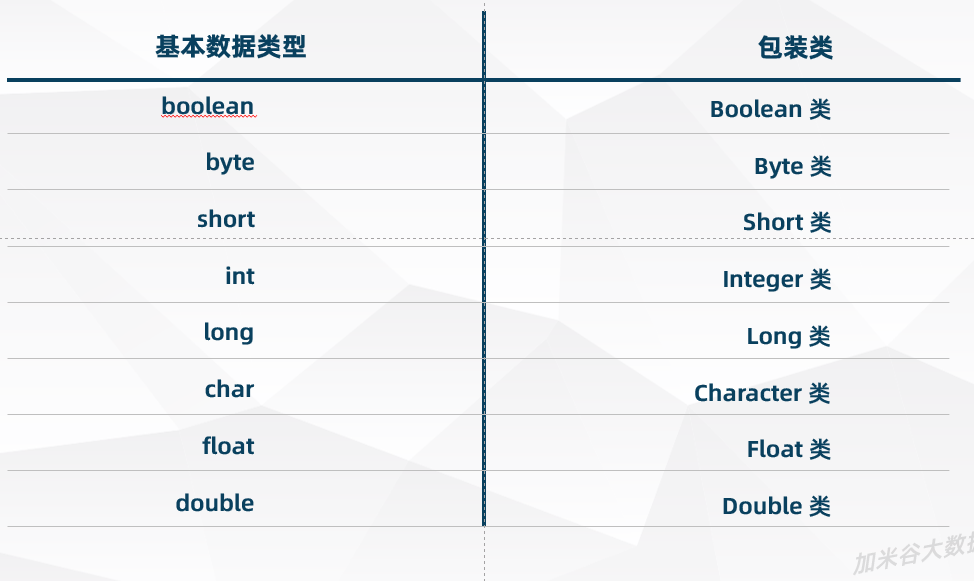 基本数据类型 包装类
boolean Boolean 类
byte Byte 类
short Short 类
int Integer 类
long Long 类
char Character 类
float Float 类
double Double 类
加米谷大数据